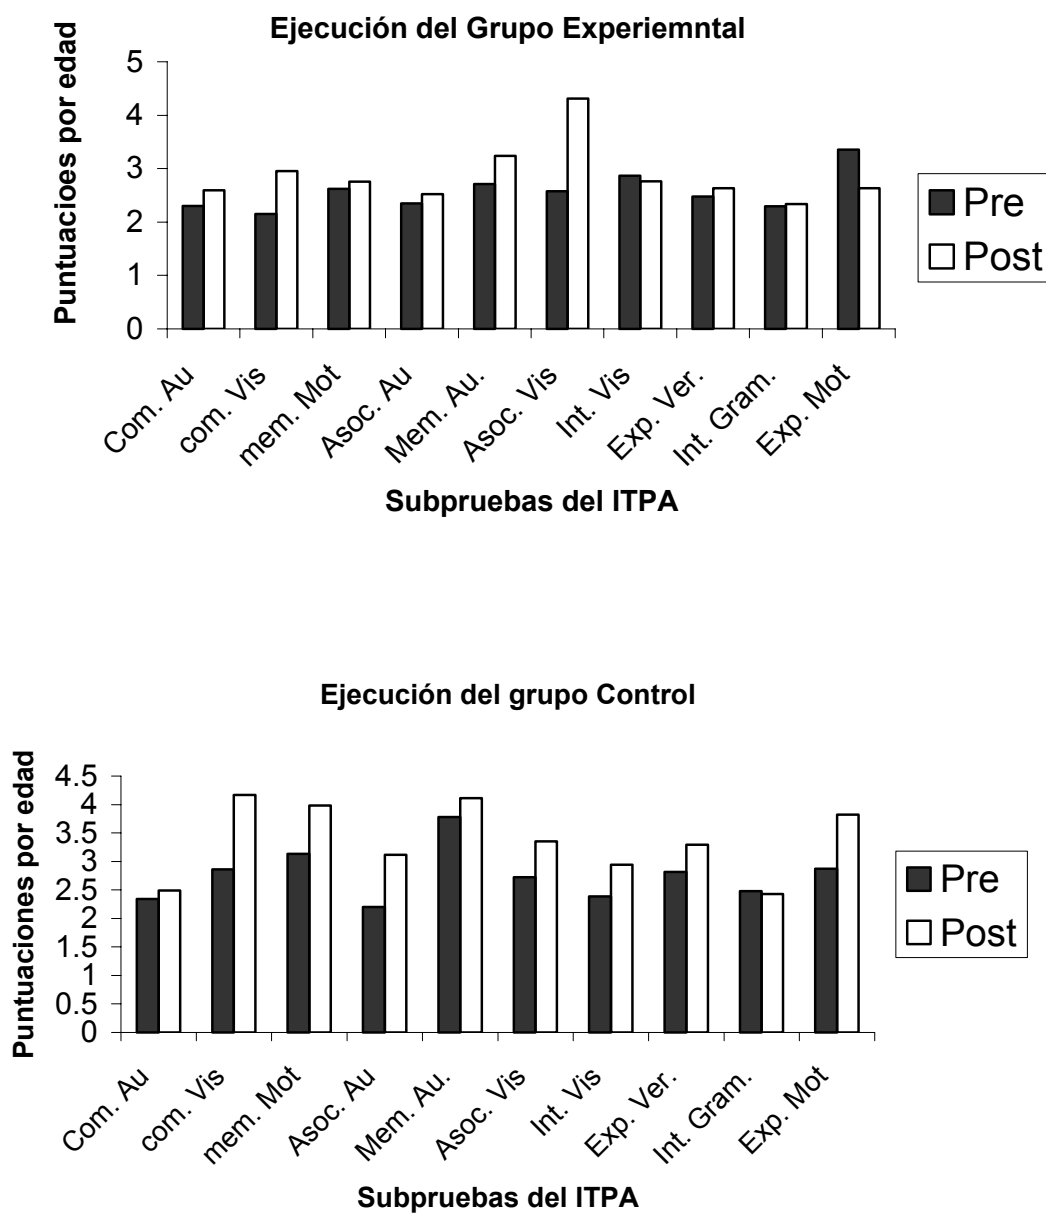 Ejecución del Grupo Experiemntal
Puntuacioes por edad
5
4
3
2
1
0
Com. Au
com. Vis
mem. Mot
Asoc. Au
Mem. Au.
Asoc. Vis
Int. Vis
Exp. Ver.
Int. Gram.
Exp. Mot
Subpruebas del ITPA
Pre
Post
Ejecución del grupo Control
Puntuaciones por edad
4.5
4
3.5
3
2.5
2
1.5
1
0.5
0
Com. Au
com. Vis
mem. Mot
Asoc. Au
Mem. Au.
Asoc. Vis
Int. Vis
Exp. Ver.
Int. Gram.
Exp. Mot
Subpruebas del ITPA
Pre
Post